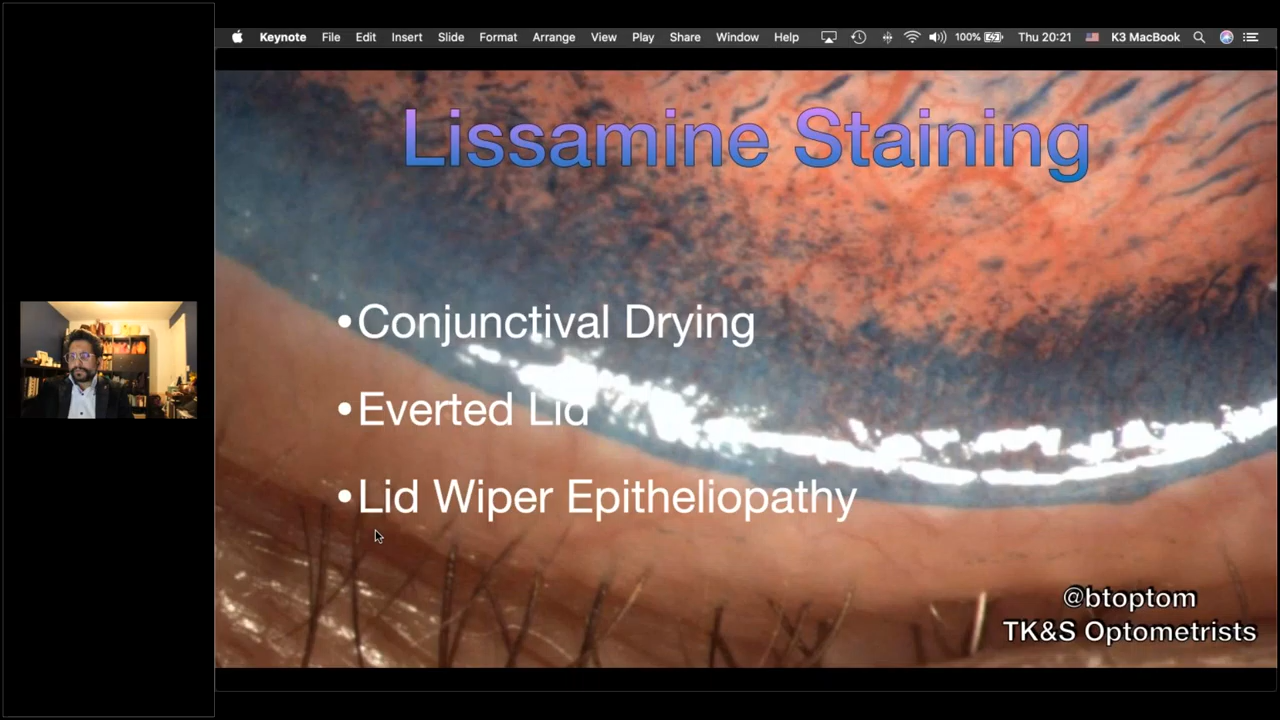 Keynote File Edit Insert Slide Format Arrange View Play Share Window Help 100% Thu 20:21 K3 MacBook
Lissamine Staining
•Conjunctival Drying
•Everted Lid
•Lid Wiper Epitheliopathy
@btoptom
TK&S Optometrists